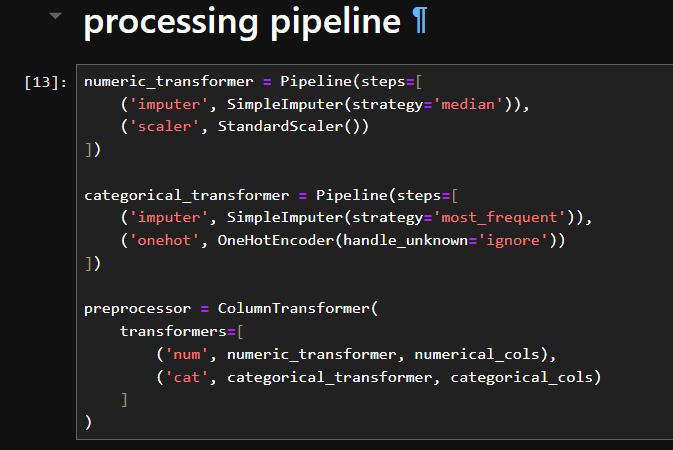 processing pipeline ¶
[13]:
numeric_transformer = Pipeline(steps=[
    ('imputer', SimpleImputer(strategy='median')),
    ('scaler', StandardScaler())
])

categorical_transformer = Pipeline(steps=[
    ('imputer', SimpleImputer(strategy='most_frequent')),
    ('onehot', OneHotEncoder(handle_unknown='ignore'))
])

preprocessor = ColumnTransformer(
    transformers=[
        ('num', numeric_transformer, numerical_cols),
        ('cat', categorical_transformer, categorical_cols)
    ]
)